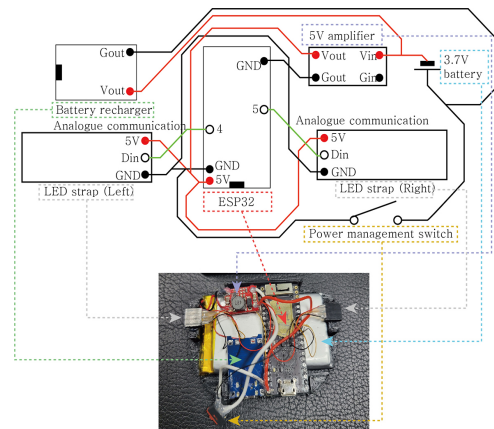 5V amplifier
Gout
Vout
Vin
3.7V
battery
GND
Gout
Gin
Vout
Battery recharger
5
Analogue communication
Analogue communication
4
5V
5V
Din
Din
GND
GND
GND
5V
LED strap (Left)
LED strap (Right)
ESP32
Power management switch